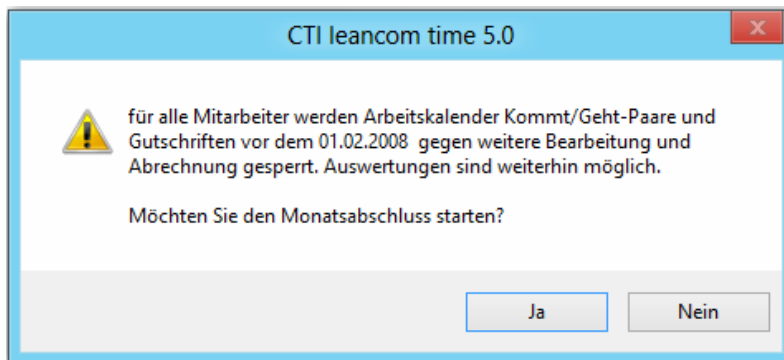 CTI leancom time 5.0
x
für alle Mitarbeiter werden Arbeitskalender Kommt/Geht-Paare und
Gutschriften vor dem 01.02.2008  gegen weitere Bearbeitung und
Abrechnung gesperrt. Auswertungen sind weiterhin möglich.
Möchten Sie den Monatsabschluss starten?
Ja
Nein